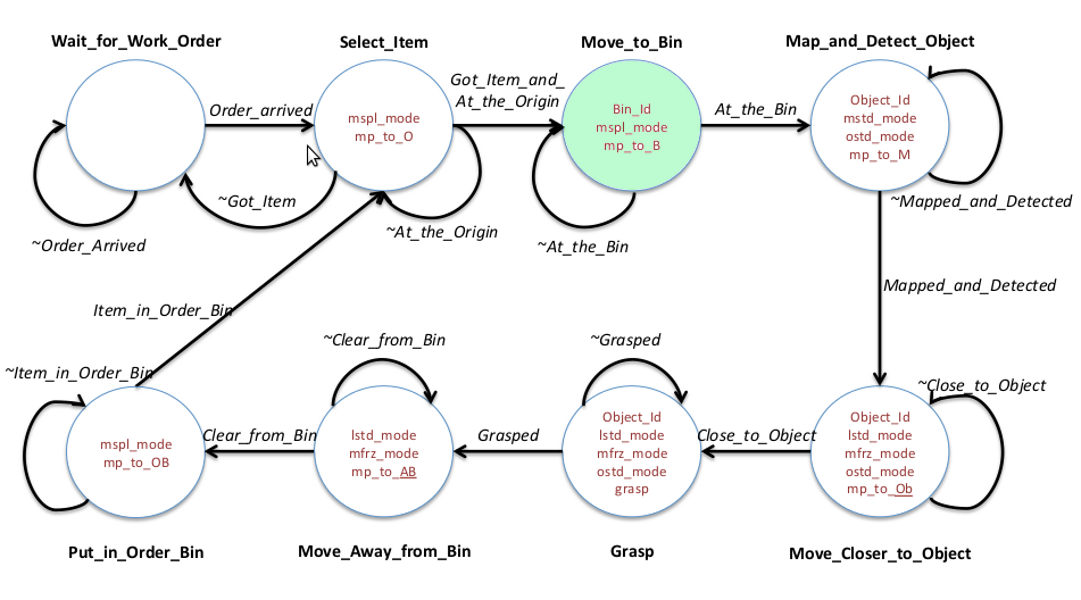 Wait_for_Work_Order
Select_Item
Move_to_Bin
Map_and_Detect_Object
Order_arrived
mspl_mode
mp_to_O
Got_Item_and_
At_the_Origin
Bin_Id
mspl_mode
mp_to_B
At_the_Bin
Object_Id
mstd_mode
ostd_mode
mp_to_M
~Order_Arrived
~Got_Item
~At_the_Origin
~At_the_Bin
~Mapped_and_Detected
Mapped_and_Detected
Item_in_Order_Bin
~Item_in_Order_Bin
~Clear_from_Bin
~Grasped
~Close_to_Object
mspl_mode
mp_to_OB
Clear_from_Bin
lstd_mode
mfrz_mode
mp_to_AB
Grasped
Object_Id
lstd_mode
mfrz_mode
ostd_mode
grasp
Close_to_Object
Object_Id
lstd_mode
mfrz_mode
ostd_mode
mp_to_Ob
Put_in_Order_Bin
Move_Away_from_Bin
Grasp
Move_Closer_to_Object